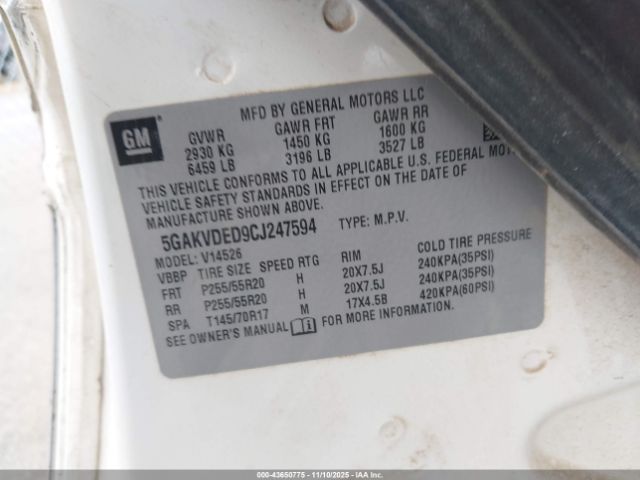 GM
MFD BY GENERAL MOTORS LLC
GVWR GAWR FRT GAWR RR
2930 KG 1450 KG 1600 KG
6459 LB 3196 LB 3527 LB
THIS VEHICLE CONFORMS TO ALL APPLICABLE U.S. FEDERAL
VEHICLE SAFETY STANDARDS IN EFFECT ON THE DATE OF
MANUFACTURE SHOWN ABOVE.
5GAKVDED9CJ247594 TYPE: M.P.V.
MODEL: V14526
VBBP TIRE SIZE SPEED RTG RIM COLD TIRE PRESSURE
FRT P255/55R20 H 20X7.5J 240KPA(35PSI)
RR P255/55R20 H 20X7.5J 240KPA(35PSI)
SPA T145/70R17 M 17X4.5B 420KPA(60PSI)
SEE OWNER'S MANUAL FOR MORE INFORMATION.
000-43650775 — 11/10/2025 — IAAI.COM